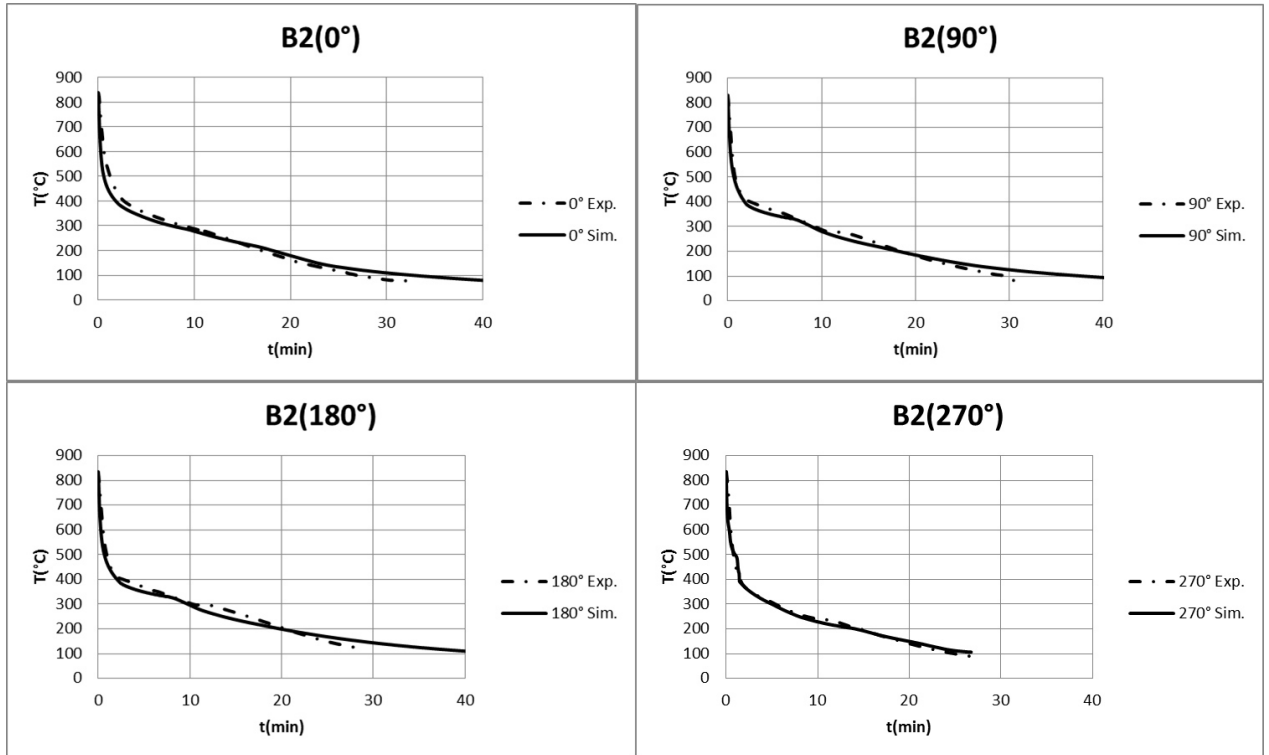 B2(0°)
900
800
700
600
500
400
300
200
100
0
T(°C)
0 10 20 30 40
t(min)
0° Exp.
0° Sim.
B2(90°)
900
800
700
600
500
400
300
200
100
0
T(°C)
0 10 20 30 40
t(min)
90° Exp.
90° Sim.
B2(180°)
900
800
700
600
500
400
300
200
100
0
T(°C)
0 10 20 30 40
t(min)
180° Exp.
180° Sim.
B2(270°)
900
800
700
600
500
400
300
200
100
0
T(°C)
0 10 20 30 40
t(min)
270° Exp.
270° Sim.